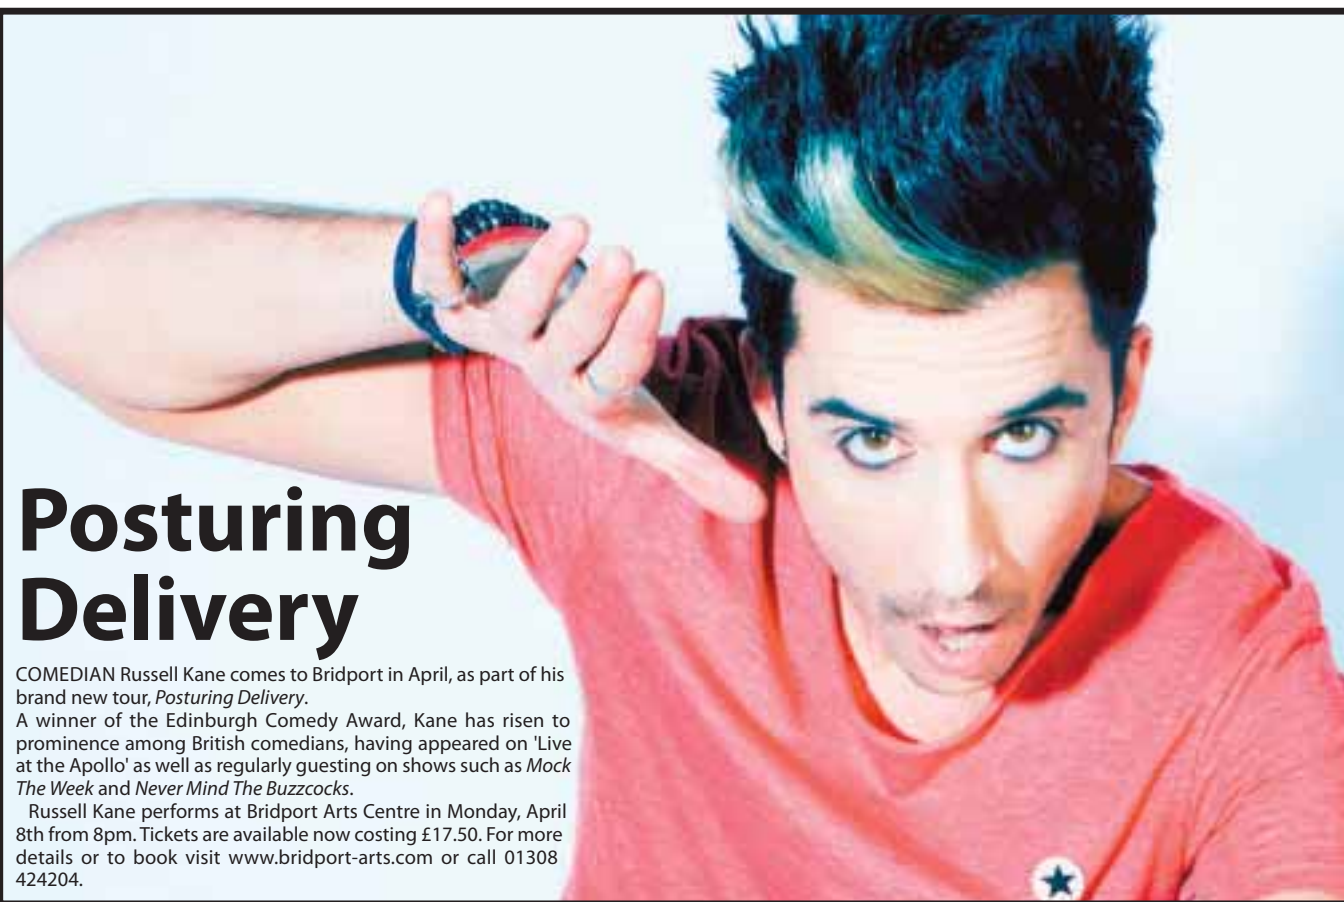 Posturing
Delivery
COMEDIAN Russell Kane comes to Bridport in April, as part of his
brand new tour, Posturing Delivery.
A winner of the Edinburgh Comedy Award, Kane has risen to
prominence among British comedians, having appeared on 'Live
at the Apollo' as well as regularly guesting on shows such as Mock
The Week and Never Mind The Buzzcocks.
Russell Kane performs at Bridport Arts Centre in Monday, April
8th from 8pm. Tickets are available now costing £17.50. For more
details or to book visit www.bridport-arts.com or call 01308
424204.